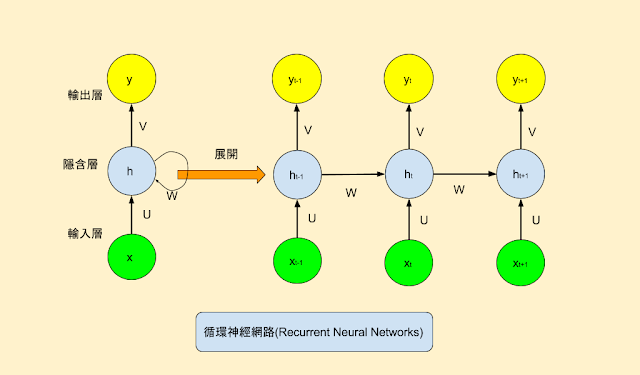 y
yt-1
yt
yt+1
輸出層
V
V
V
V
展開
隱含層
h
ht-1
ht
ht+1
W
W
W
U
U
U
U
輸入層
x
xt-1
xt
xt+1
循環神經網路(Recurrent Neural Networks)